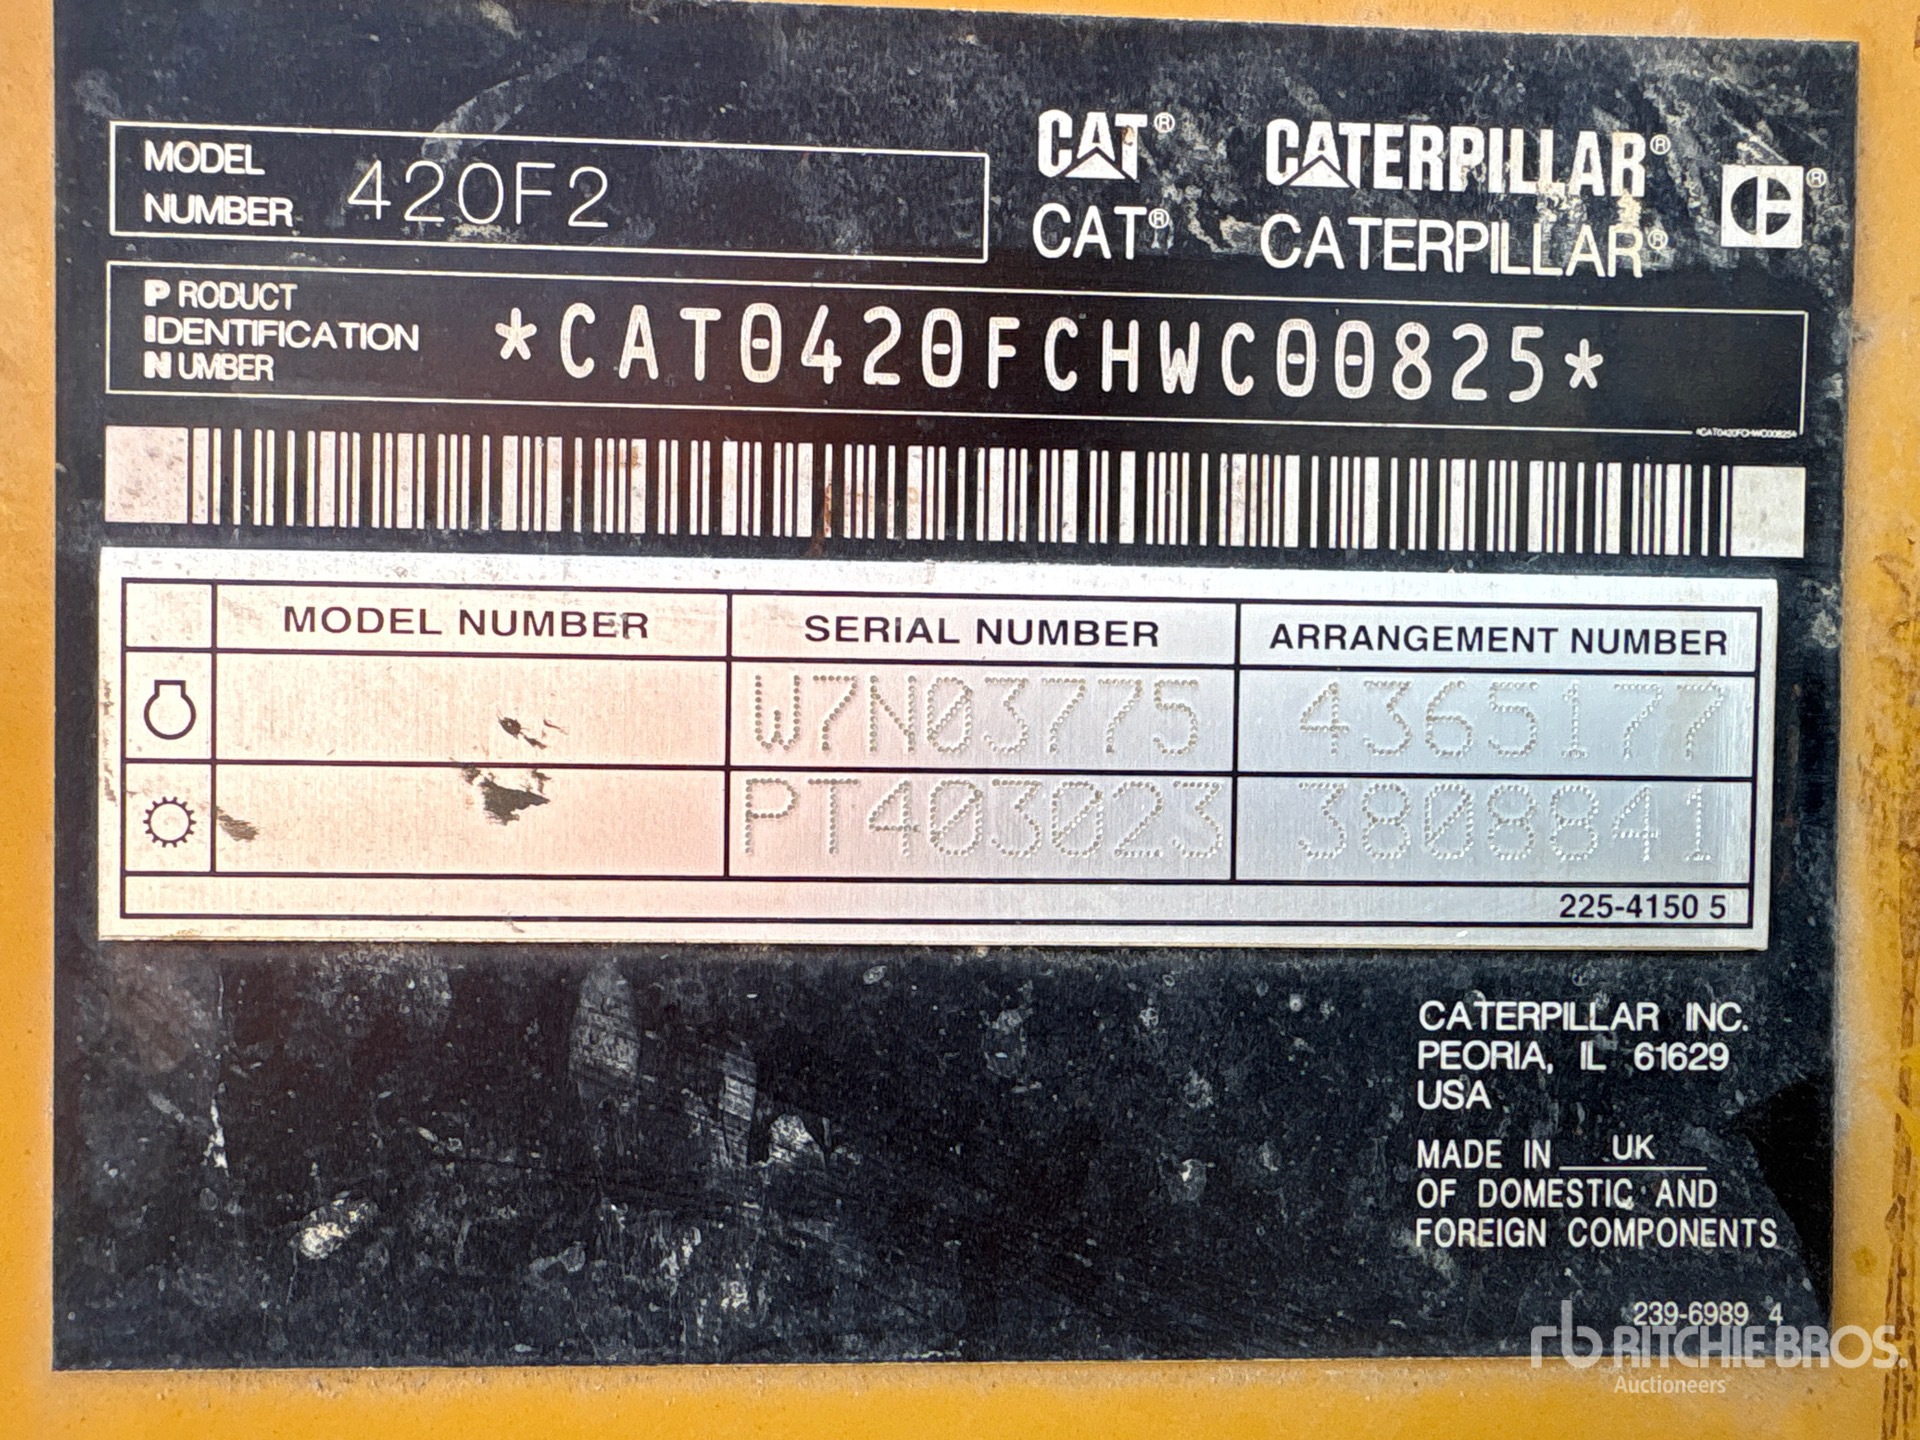 MODEL
NUMBER
420F2
CAT® CATERPILLAR®
CAT® CATERPILLAR®
PRODUCT
IDENTIFICATION
NUMBER
*CAT0420FCHWC00825*
*CAT0420FCHWC00825*
MODEL NUMBER SERIAL NUMBER ARRANGEMENT NUMBER
W7N03775 4365177
PT403023 3808841
225-4150 5
CATERPILLAR INC.
PEORIA, IL 61629
USA
MADE IN UK
OF DOMESTIC AND
FOREIGN COMPONENTS
239-6989 4
rb RITCHIE BROS.
Auctioneers